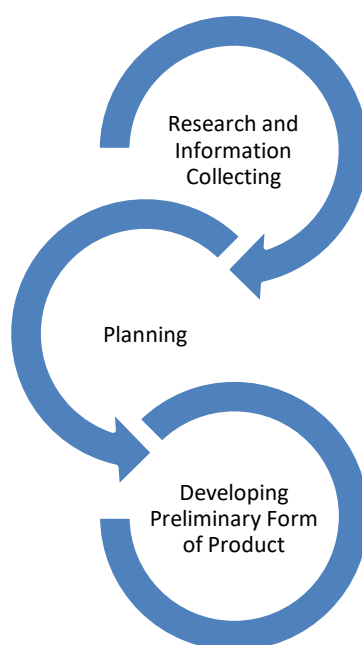 Research and
Information
Collecting
Planning
Developing
Preliminary Form
of Product